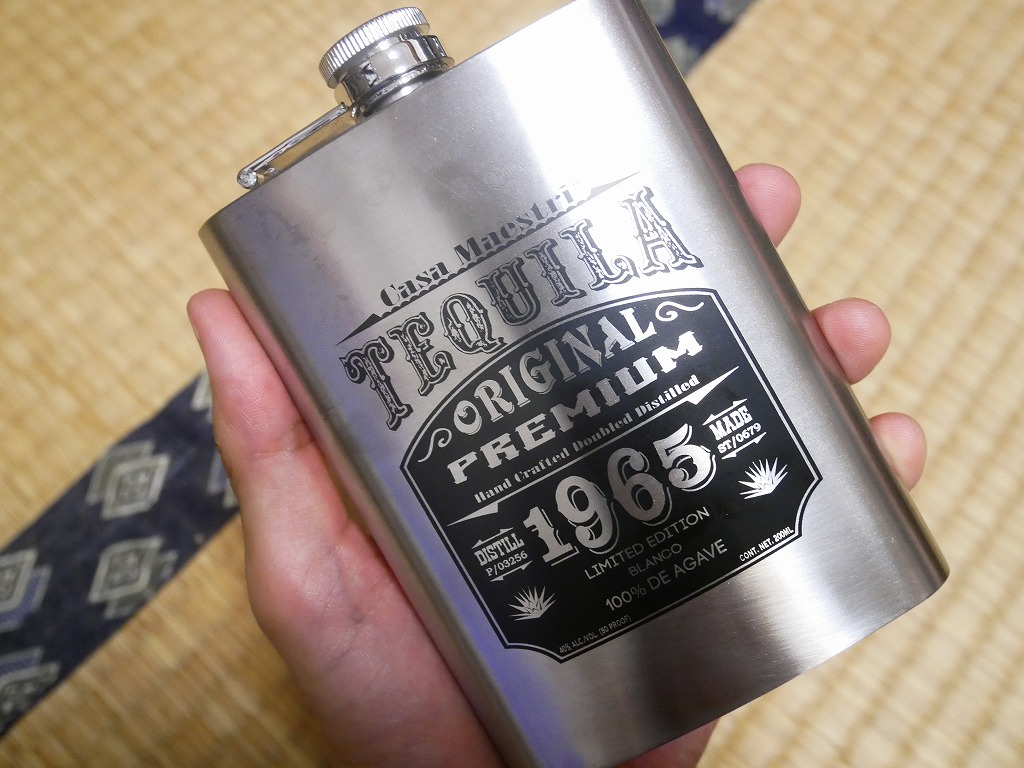 Casa Maestri
TEQUILA
ORIGINAL
PREMIUM
Hand Crafted Doubled Distilled
MADE
ST/0679
1965
DISTILL
P/03256
LIMITED EDITION
BLANCO
100% DE AGAVE
CONT. NET. 200ML
40% ALC./VOL. (80 PROOF)